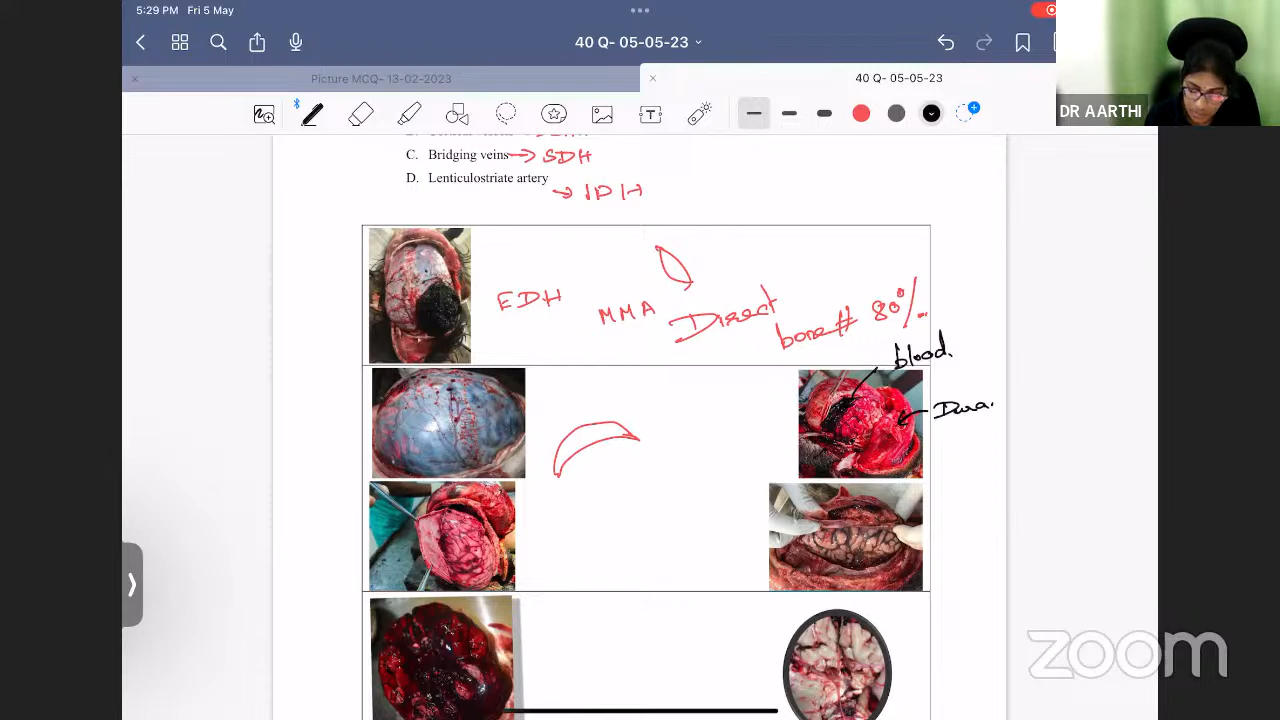 5:29 PM Fri 5 May
40 Q- 05-05-23
Picture MCQ- 13-02-2023
40 Q- 05-05-23
DR AARTHI
C. Bridging veins → SDH
D. Lenticulostriate artery
→ IPH
EDH
MMA
Direct
bone # 80%
blood.
Dura.
zoom